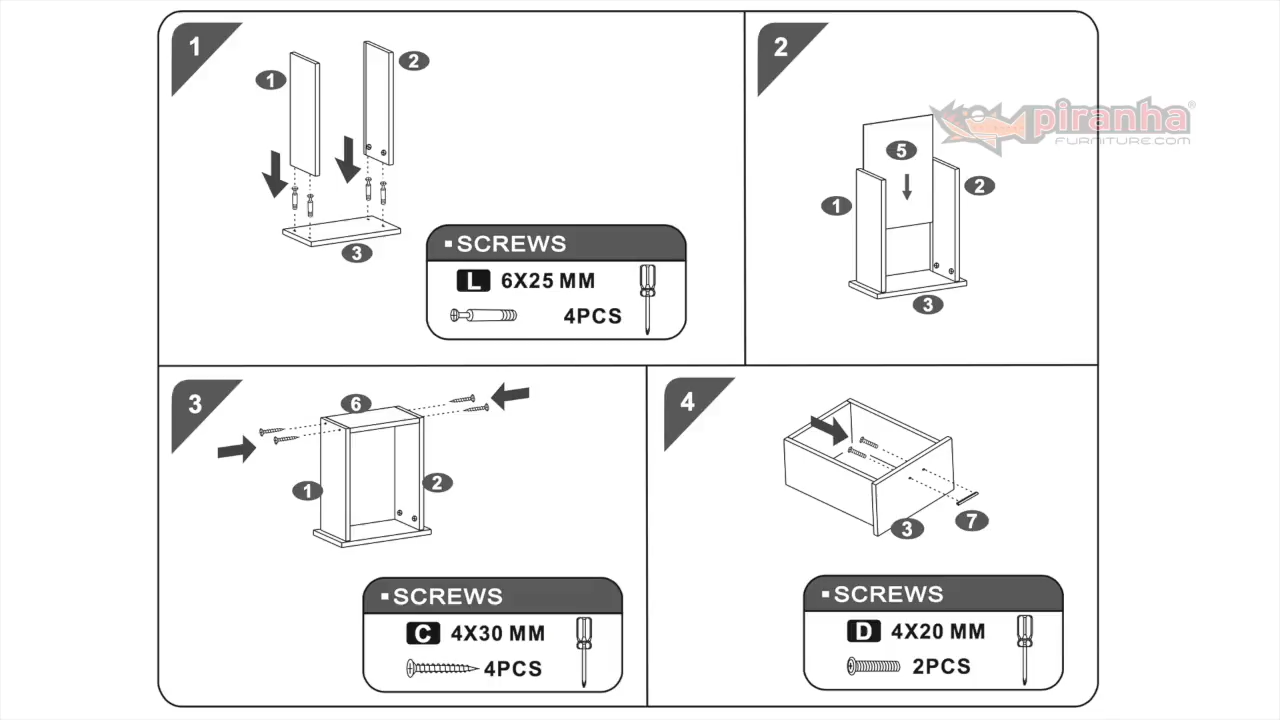 1
1
2
3
SCREWS
L 6X25 MM
4PCS
2
piranha®
FURNITURE.COM
5
1
2
3
3
6
1
2
SCREWS
C 4X30 MM
4PCS
4
3
7
SCREWS
D 4X20 MM
2PCS